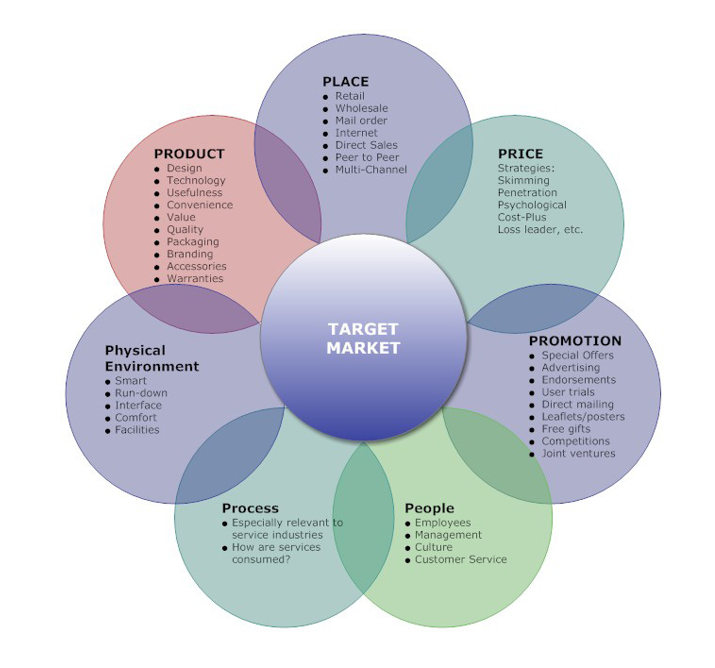 PLACE
● Retail
● Wholesale
● Mail order
● Internet
● Direct Sales
● Peer to Peer
● Multi-Channel
PRODUCT
● Design
● Technology
● Usefulness
● Convenience
● Value
● Quality
● Packaging
● Branding
● Accessories
● Warranties
PRICE
Strategies:
Skimming
Penetration
Psychological
Cost-Plus
Loss leader, etc.
TARGET
MARKET
Physical
Environment
● Smart
● Run-down
● Interface
● Comfort
● Facilities
PROMOTION
● Special Offers
● Advertising
● Endorsements
● User trials
● Direct mailing
● Leaflets/posters
● Free gifts
● Competitions
● Joint ventures
Process
● Especially relevant to
service industries
● How are services
consumed?
People
● Employees
● Management
● Culture
● Customer Service